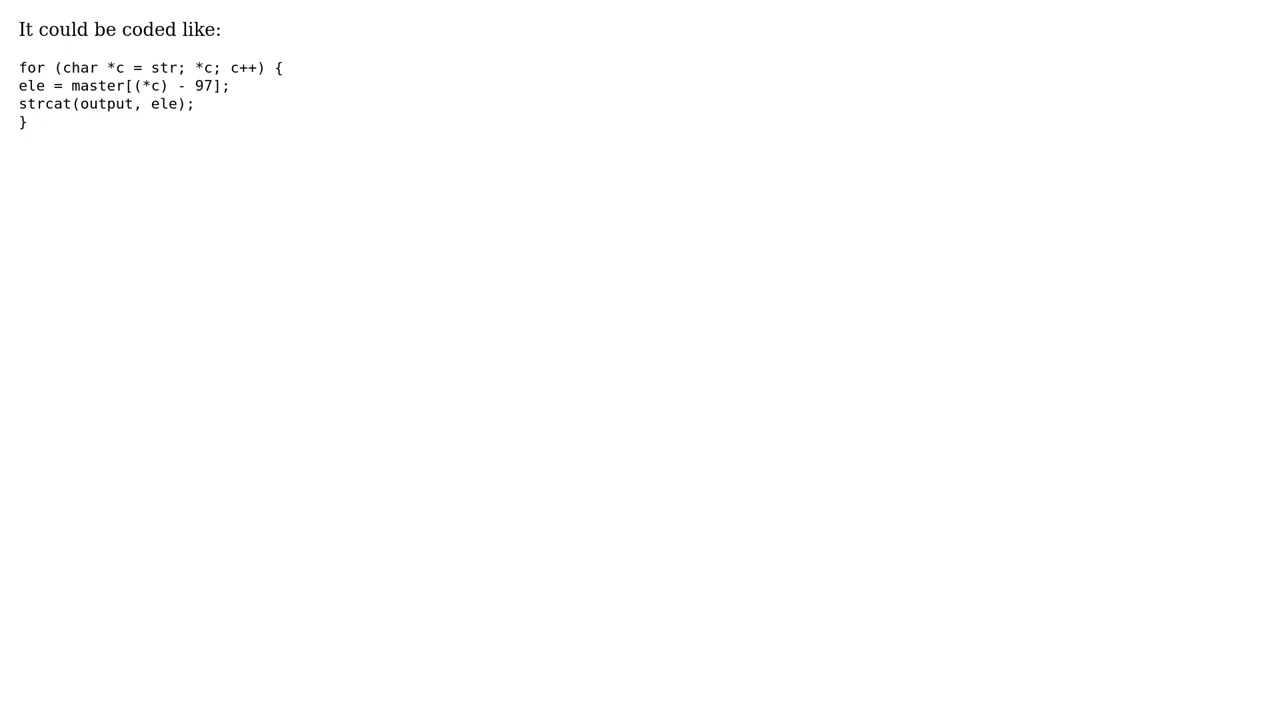 It could be coded like:
for (char *c = str; *c; c++) {
ele = master[(*c) - 97];
strcat(output, ele);
}